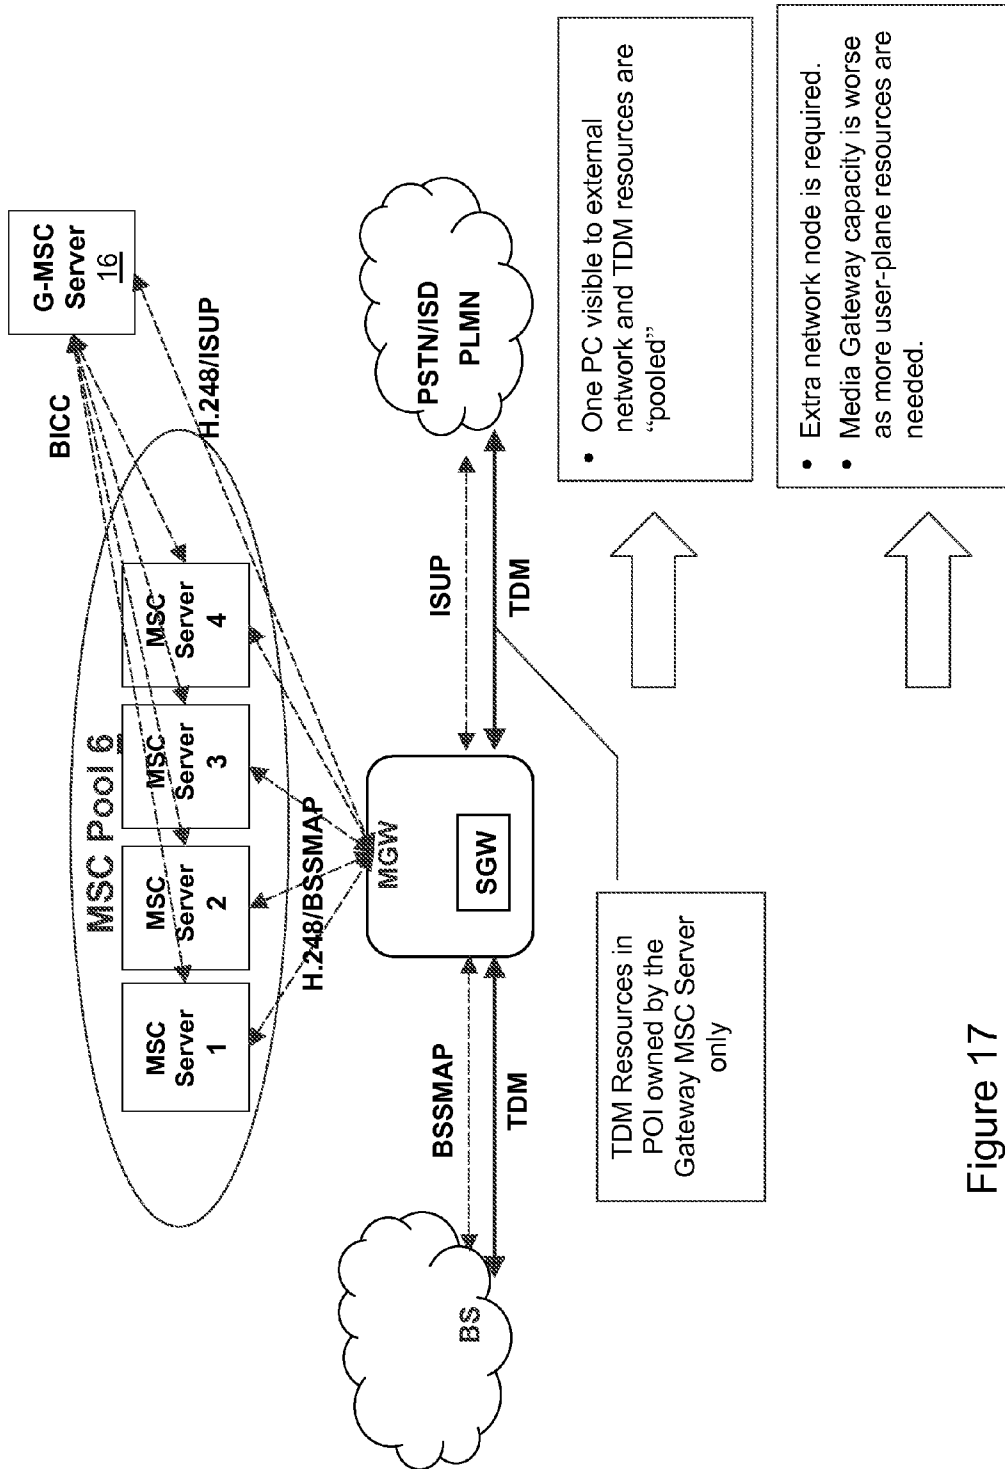 G-MSC
Server
16
BICC
H.248/ISUP
MSC Pool 6
MSC
Server
1
MSC
Server
2
MSC
Server
3
MSC
Server
4
H.248/BSSMAP
MGW
SGW
BSSMAP
TDM
ISUP
TDM
BS
PSTN/ISD
PLMN
TDM Resources in
POI owned by the
Gateway MSC Server
only
• One PC visible to external
network and TDM resources are
“pooled”
• Extra network node is required.
• Media Gateway capacity is worse
as more user-plane resources are
needed.
Figure 17